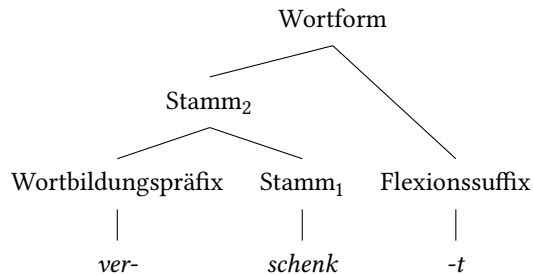 Wortform
Stamm₂
Wortbildungspräfix Stamm₁ Flexionssuffix
ver- schenk -t